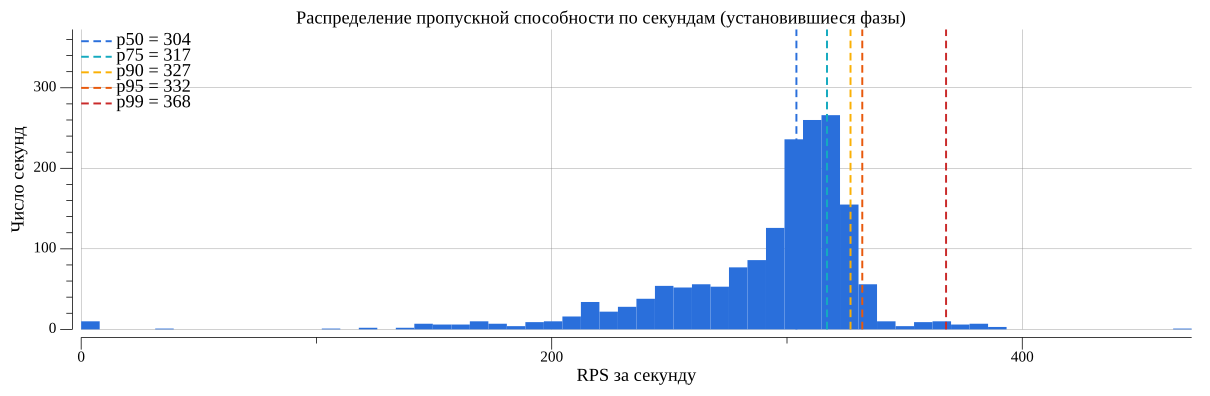 Распределение пропускной способности по секундам (установившиеся фазы)
p50 = 304
p75 = 317
p90 = 327
p95 = 332
p99 = 368
Число секунд
300
200
100
0
0
200
400
RPS за секунду